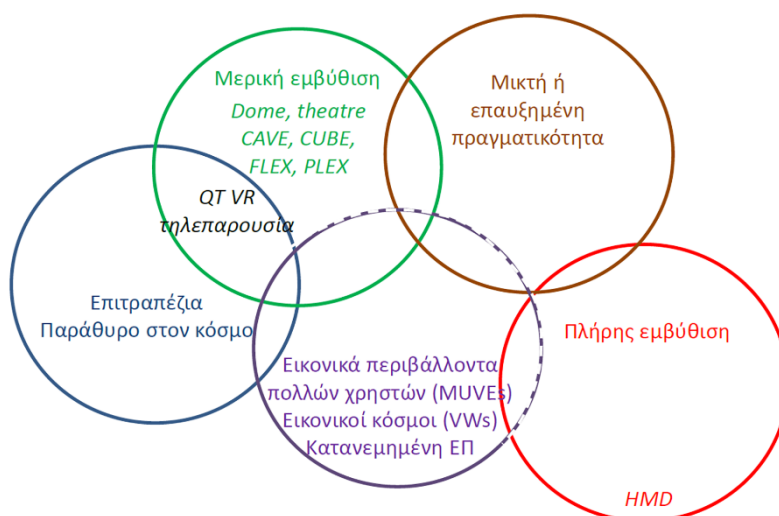 Μερική εμβύθιση
Dome, theatre
CAVE, CUBE,
FLEX, PLEX
Μικτή ή
επαυξημένη
πραγματικότητα
QT VR
τηλεπαρουσία
Επιτραπέζια
Παράθυρο στον κόσμο
Πλήρης εμβύθιση
Εικονικά περιβάλλοντα
πολλών χρηστών (MUVEs)
Εικονικοί κόσμοι (VWs)
Κατανεμημένη ΕΠ
HMD